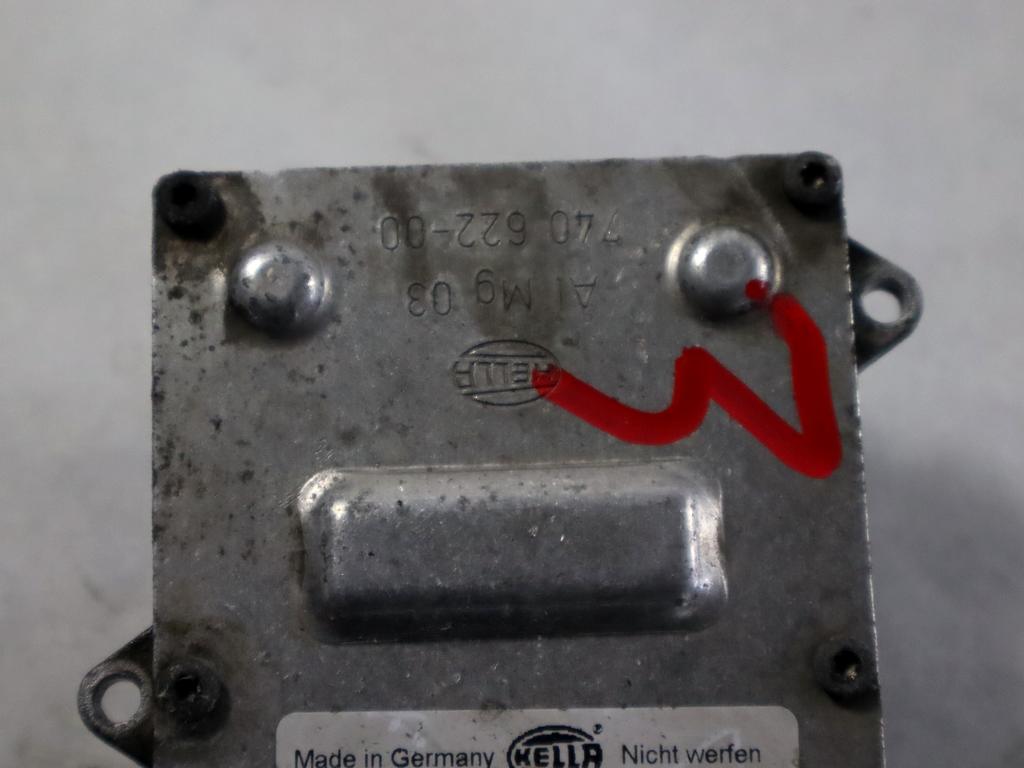 740 622-00
Al Mg 03
HELLA
Made in Germany HELLA® Nicht werfen